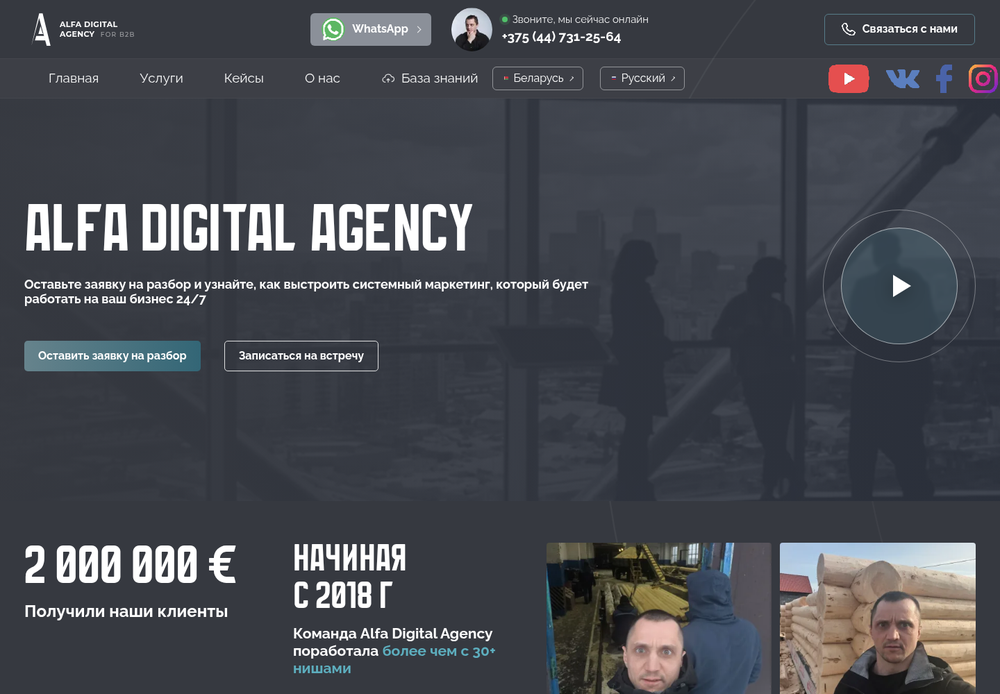 ALFA DIGITAL
AGENCY FOR B2B
WhatsApp
Звоните, мы сейчас онлайн
+375 (44) 731-25-64
Связаться с нами
Главная
Услуги
Кейсы
О нас
База знаний
Беларусь
Русский
ALFA DIGITAL AGENCY
Оставьте заявку на разбор и узнайте, как выстроить системный маркетинг, который будет
работать на ваш бизнес 24/7
Оставить заявку на разбор
Записаться на встречу
2 000 000 €
Получили наши клиенты
НАЧИНАЯ
С 2018 Г
Команда Alfa Digital Agency
поработала более чем с 30+
нишами